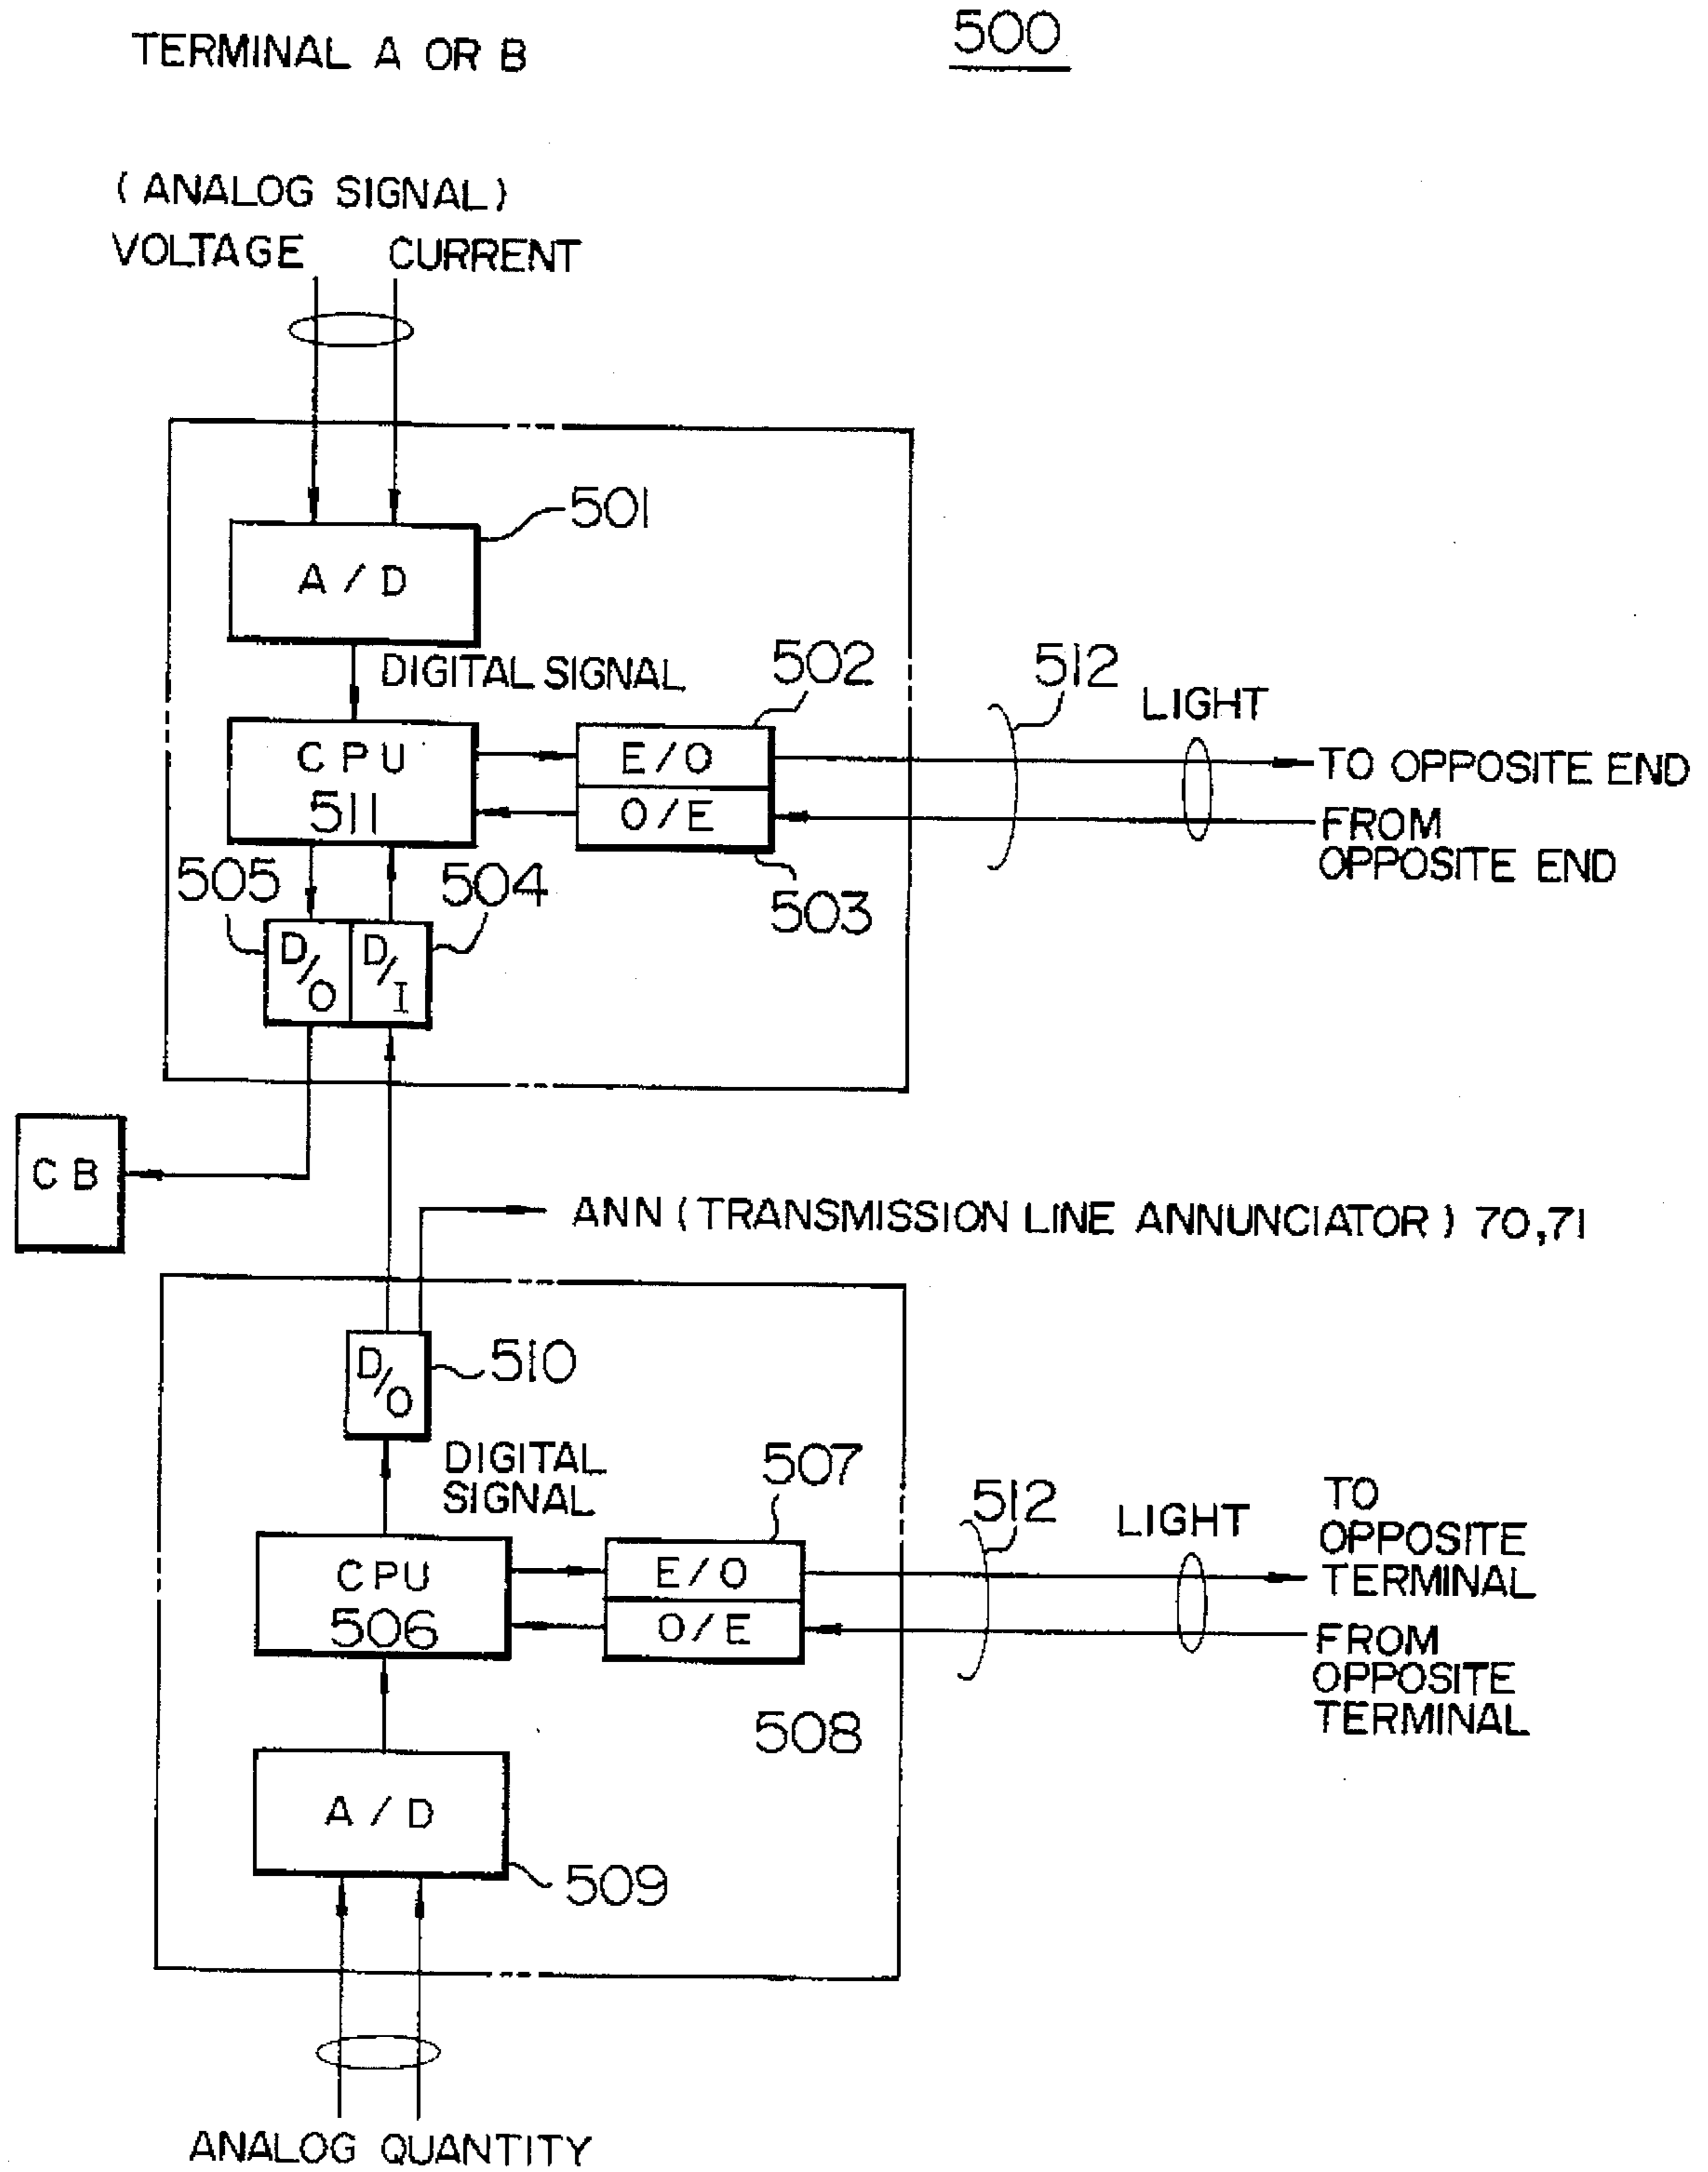 TERMINAL A OR B
500
(ANALOG SIGNAL)
VOLTAGE CURRENT
501
A/D
DIGITAL SIGNAL
502
512
LIGHT
CPU
511
E/O
O/E
TO OPPOSITE END
FROM
OPPOSITE END
505
504
503
D/O
D/I
CB
ANN (TRANSMISSION LINE ANNUNCIATOR) 70,71
D/O
510
DIGITAL
SIGNAL
507
512
LIGHT
TO
OPPOSITE
TERMINAL
CPU
506
E/O
O/E
FROM
OPPOSITE
TERMINAL
508
A/D
509
ANALOG QUANTITY